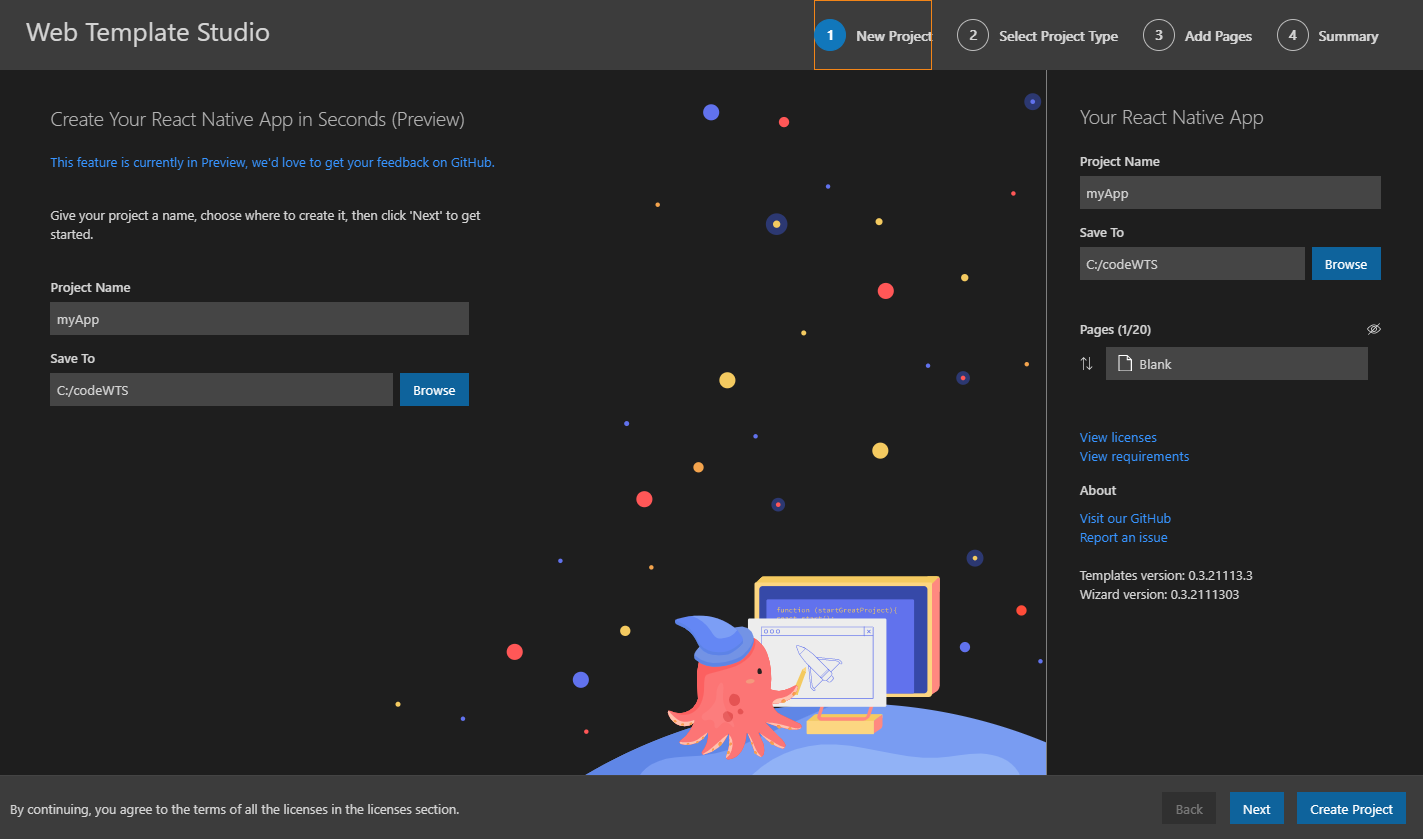 Web Template Studio
1 New Project
2 Select Project Type
3 Add Pages
4 Summary
Create Your React Native App in Seconds (Preview)
This feature is currently in Preview, we'd love to get your feedback on GitHub.
Give your project a name, choose where to create it, then click 'Next' to get
started.
Project Name
myApp
Save To
C:/codeWTS
Browse
function (startGreatProject){
Your React Native App
Project Name
myApp
Save To
C:/codeWTS
Browse
Pages (1/20)
Blank
View licenses
View requirements
About
Visit our GitHub
Report an issue
Templates version: 0.3.21113.3
Wizard version: 0.3.2111303
By continuing, you agree to the terms of all the licenses in the licenses section.
Back
Next
Create Project